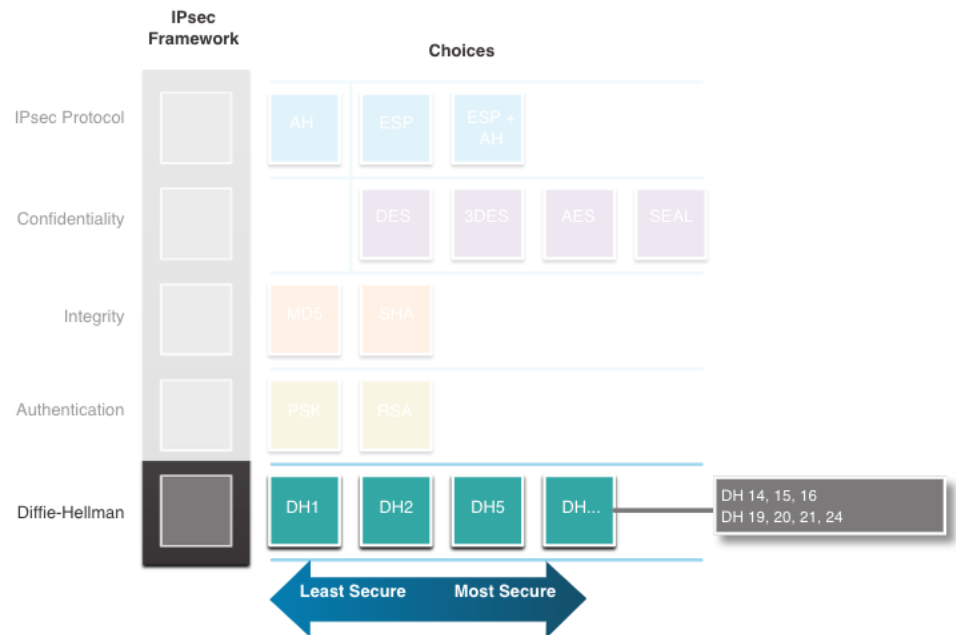 IPsec
Framework
Choices
IPsec Protocol
AH
ESP
ESP +
AH
Confidentiality
DES
3DES
AES
SEAL
Integrity
MD5
SHA
Authentication
PSK
RSA
Diffie-Hellman
DH1
DH2
DH5
DH...
DH 14, 15, 16
DH 19, 20, 21, 24
Least Secure
Most Secure